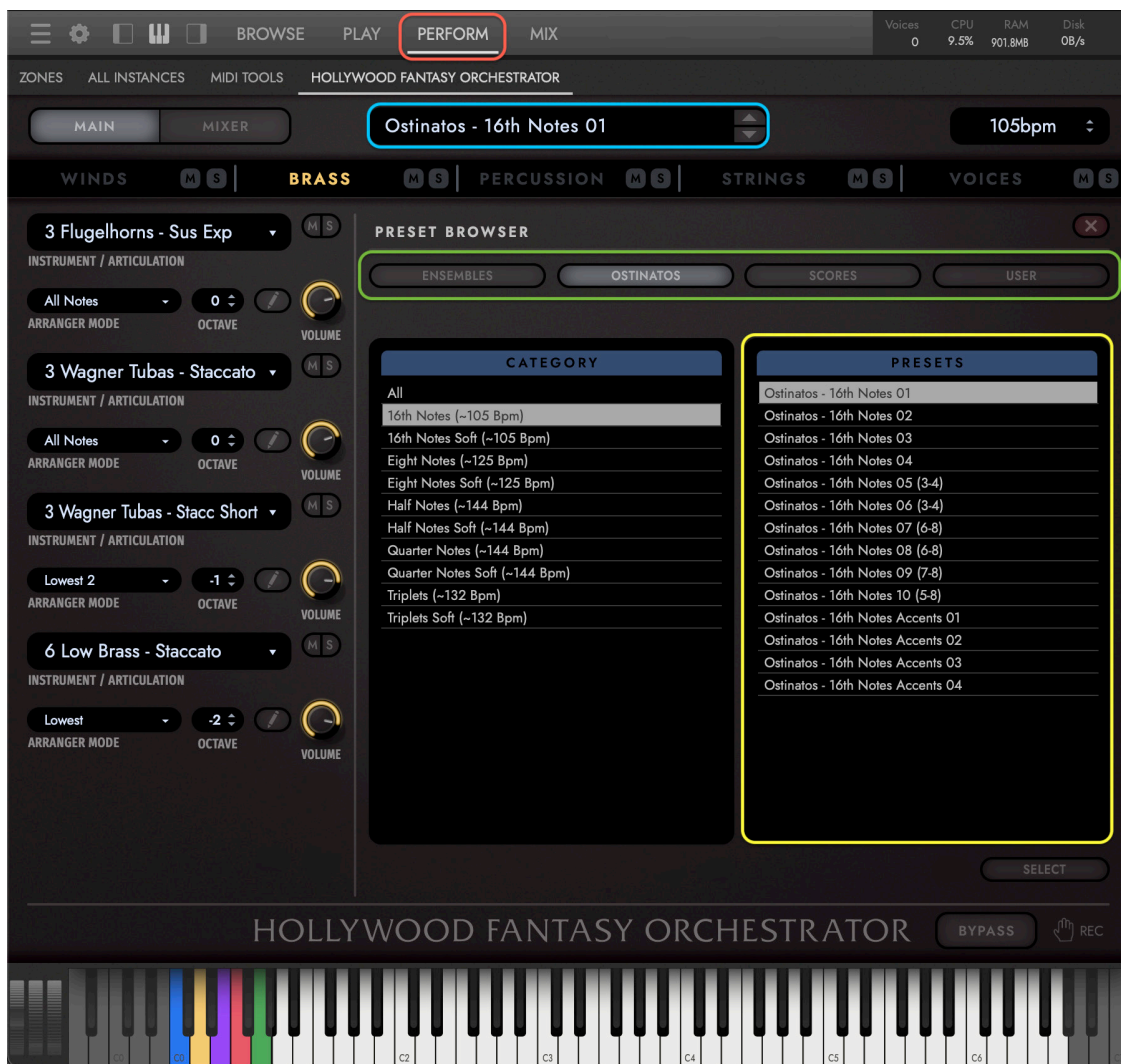 BROWSE PLAY PERFORM MIX
Voices CPU RAM Disk
0 9.5% 901.8MB 0B/s
ZONES ALL INSTANCES MIDI TOOLS HOLLYWOOD FANTASY ORCHESTRATOR
MAIN MIXER
Ostinatos - 16th Notes 01
105bpm
WINDS M S BRASS M S PERCUSSION M S STRINGS M S VOICES M S
3 Flugelhorns - Sus Exp M S
INSTRUMENT / ARTICULATION
All Notes 0
ARRANGER MODE OCTAVE VOLUME
3 Wagner Tubas - Staccato M S
INSTRUMENT / ARTICULATION
All Notes 0
ARRANGER MODE OCTAVE VOLUME
3 Wagner Tubas - Stacc Short M S
INSTRUMENT / ARTICULATION
Lowest 2 -1
ARRANGER MODE OCTAVE VOLUME
6 Low Brass - Staccato M S
INSTRUMENT / ARTICULATION
Lowest -2
ARRANGER MODE OCTAVE VOLUME
PRESET BROWSER
ENSEMBLES OSTINATOS SCORES USER
CATEGORY
All
16th Notes (~105 Bpm)
16th Notes Soft (~105 Bpm)
Eight Notes (~125 Bpm)
Eight Notes Soft (~125 Bpm)
Half Notes (~144 Bpm)
Half Notes Soft (~144 Bpm)
Quarter Notes (~144 Bpm)
Quarter Notes Soft (~144 Bpm)
Triplets (~132 Bpm)
Triplets Soft (~132 Bpm)
PRESETS
Ostinatos - 16th Notes 01
Ostinatos - 16th Notes 02
Ostinatos - 16th Notes 03
Ostinatos - 16th Notes 04
Ostinatos - 16th Notes 05 (3-4)
Ostinatos - 16th Notes 06 (3-4)
Ostinatos - 16th Notes 07 (6-8)
Ostinatos - 16th Notes 08 (6-8)
Ostinatos - 16th Notes 09 (7-8)
Ostinatos - 16th Notes 10 (5-8)
Ostinatos - 16th Notes Accents 01
Ostinatos - 16th Notes Accents 02
Ostinatos - 16th Notes Accents 03
Ostinatos - 16th Notes Accents 04
SELECT
HOLLYWOOD FANTASY ORCHESTRATOR BYPASS REC
C0 C0 C2 C3 C4 C5 C6